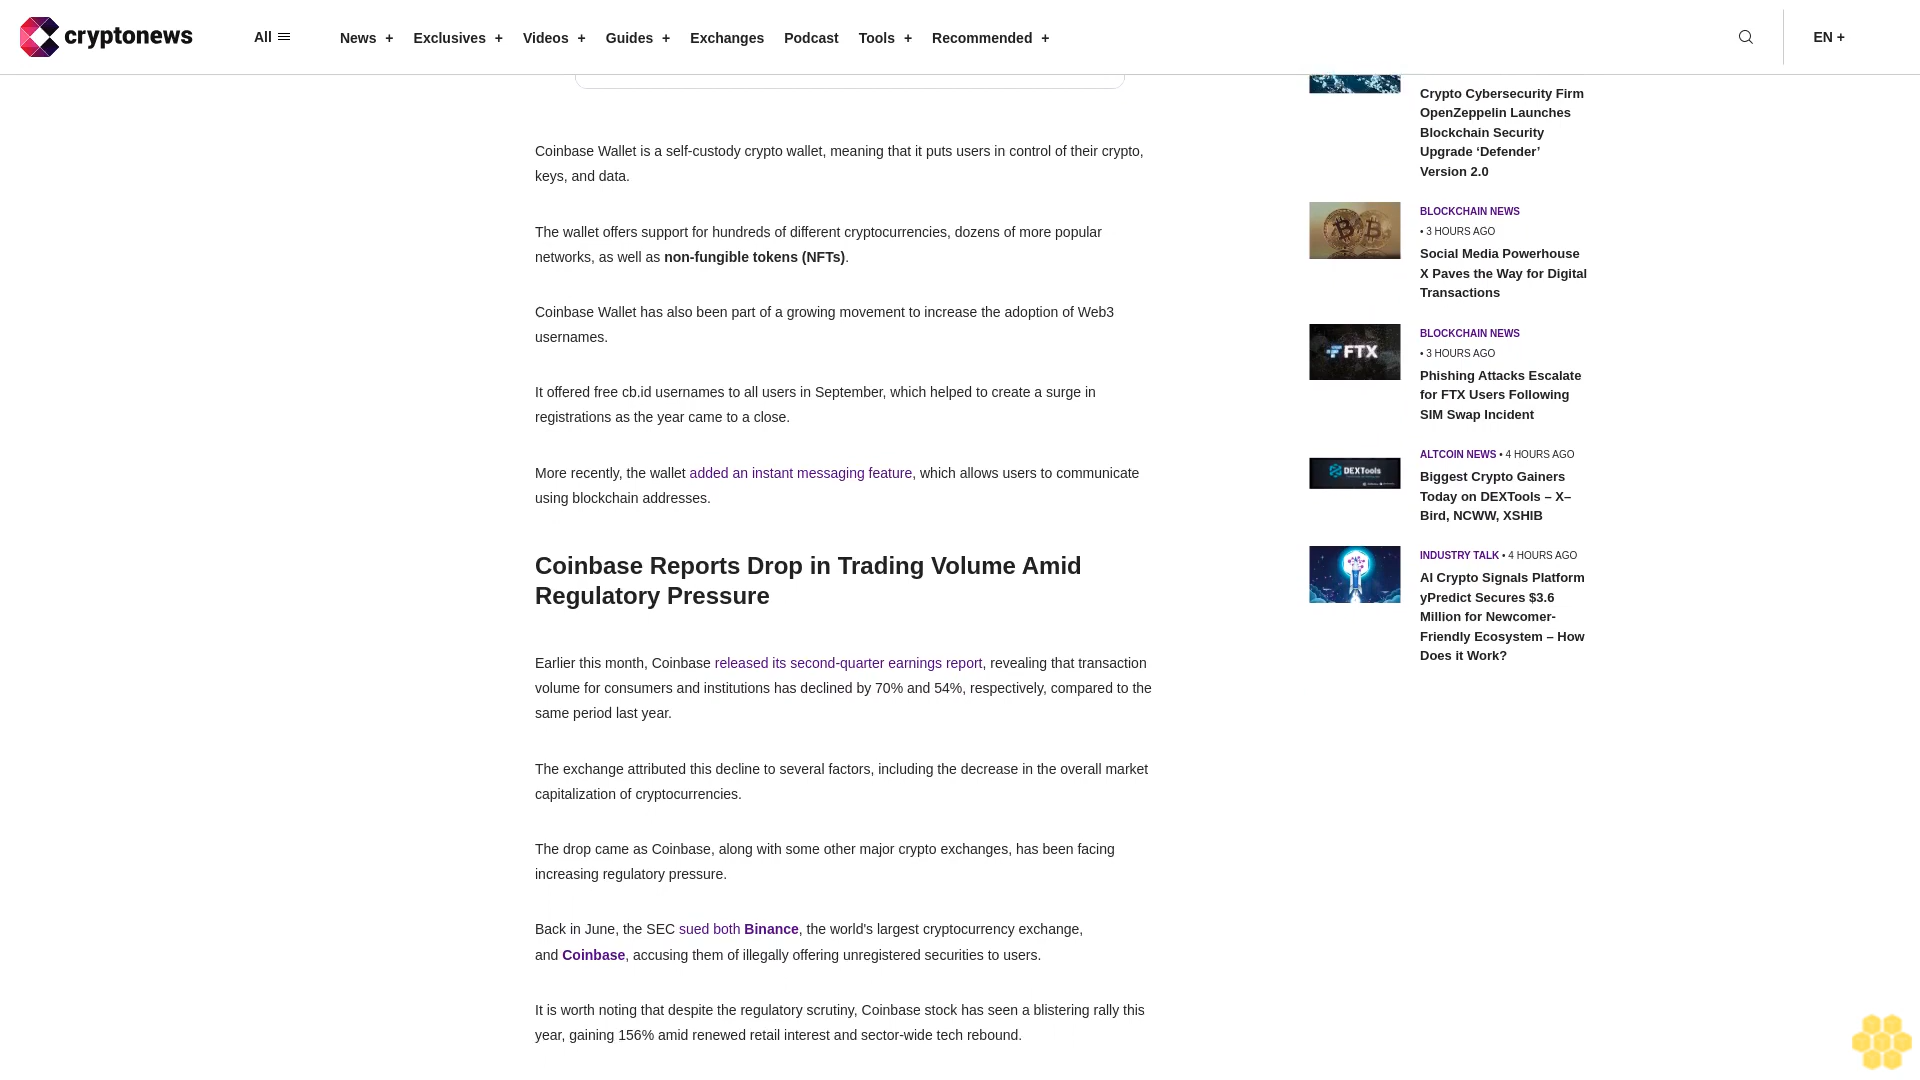 cryptonews
All
News +
Exclusives +
Videos +
Guides +
Exchanges
Podcast
Tools +
Recommended +
EN +
Coinbase Wallet is a self-custody crypto wallet, meaning that it puts users in control of their crypto,
keys, and data.
The wallet offers support for hundreds of different cryptocurrencies, dozens of more popular
networks, as well as non-fungible tokens (NFTs).
Coinbase Wallet has also been part of a growing movement to increase the adoption of Web3
usernames.
It offered free cb.id usernames to all users in September, which helped to create a surge in
registrations as the year came to a close.
More recently, the wallet added an instant messaging feature, which allows users to communicate
using blockchain addresses.
Coinbase Reports Drop in Trading Volume Amid
Regulatory Pressure
Earlier this month, Coinbase released its second-quarter earnings report, revealing that transaction
volume for consumers and institutions has declined by 70% and 54%, respectively, compared to the
same period last year.
The exchange attributed this decline to several factors, including the decrease in the overall market
capitalization of cryptocurrencies.
The drop came as Coinbase, along with some other major crypto exchanges, has been facing
increasing regulatory pressure.
Back in June, the SEC sued both Binance, the world's largest cryptocurrency exchange,
and Coinbase, accusing them of illegally offering unregistered securities to users.
It is worth noting that despite the regulatory scrutiny, Coinbase stock has seen a blistering rally this
year, gaining 156% amid renewed retail interest and sector-wide tech rebound.
Crypto Cybersecurity Firm
OpenZeppelin Launches
Blockchain Security
Upgrade ‘Defender’
Version 2.0
BLOCKCHAIN NEWS
• 3 HOURS AGO
Social Media Powerhouse
X Paves the Way for Digital
Transactions
FTX
BLOCKCHAIN NEWS
• 3 HOURS AGO
Phishing Attacks Escalate
for FTX Users Following
SIM Swap Incident
DEXTools
ALTCOIN NEWS • 4 HOURS AGO
Biggest Crypto Gainers
Today on DEXTools – X–
Bird, NCWW, XSHIB
INDUSTRY TALK • 4 HOURS AGO
AI Crypto Signals Platform
yPredict Secures $3.6
Million for Newcomer-
Friendly Ecosystem – How
Does it Work?